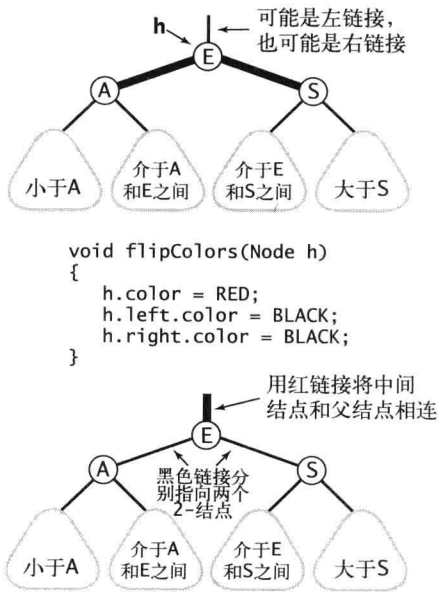 可能是左链接，
也可能是右链接
h
E
A
S
小于A
介于A
和E之间
介于E
和S之间
大于S
void flipColors(Node h)
{
h.color = RED;
h.left.color = BLACK;
h.right.color = BLACK;
}
用红链接将中间
结点和父结点相连
E
A
S
黑色链接分
别指向两个
2-结点
小于A
介于A
和E之间
介于E
和S之间
大于S